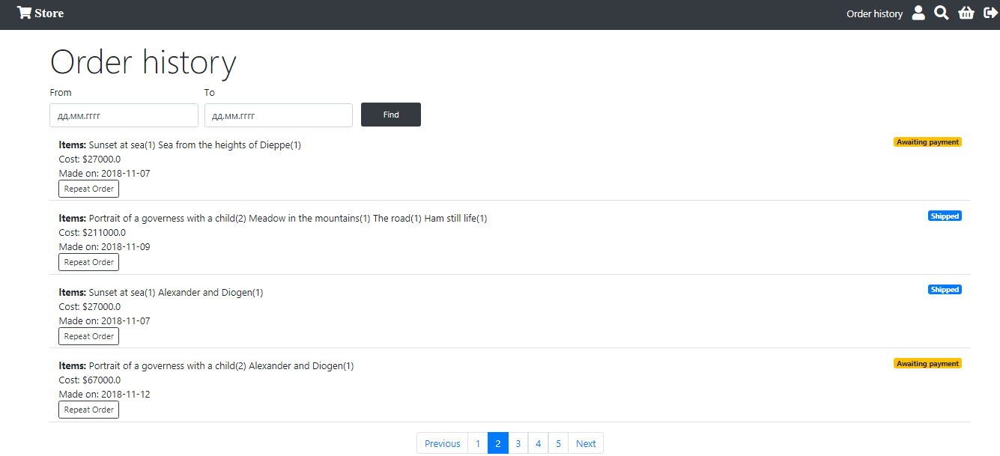 Store
Order history
Order history
From To
дд.мм.гггг дд.мм.гггг Find
Items: Sunset at sea(1) Sea from the heights of Dieppe(1) Awaiting payment
Cost: $27000.0
Made on: 2018-11-07
Repeat Order
Items: Portrait of a governess with a child(2) Meadow in the mountains(1) The road(1) Ham still life(1) Shipped
Cost: $211000.0
Made on: 2018-11-09
Repeat Order
Items: Sunset at sea(1) Alexander and Diogen(1) Shipped
Cost: $27000.0
Made on: 2018-11-07
Repeat Order
Items: Portrait of a governess with a child(2) Alexander and Diogen(1) Awaiting payment
Cost: $67000.0
Made on: 2018-11-12
Repeat Order
Previous 1 2 3 4 5 Next